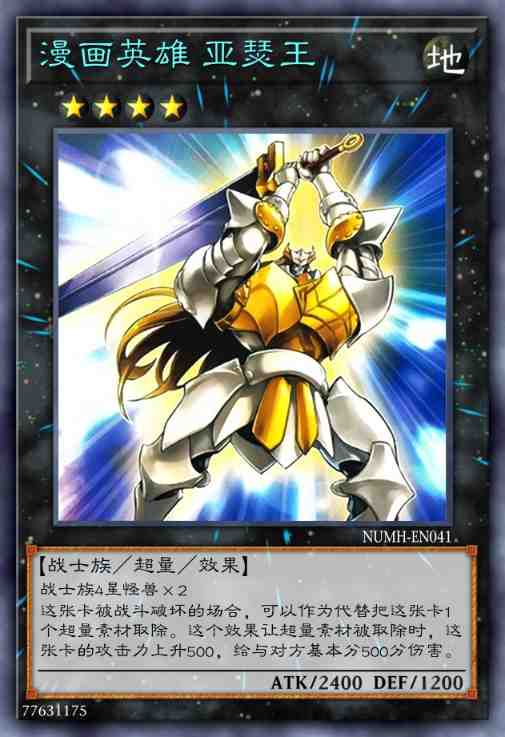 漫画英雄 亚瑟王
地
NUMH-EN041
【战士族／超量／效果】
战士族4星怪兽×2
这张卡被战斗破坏的场合，可以作为代替把这张卡1
个超量素材取除。这个效果让超量素材被取除时，这
张卡的攻击力上升500，给与对方基本分500分伤害。
ATK/2400 DEF/1200
77631175